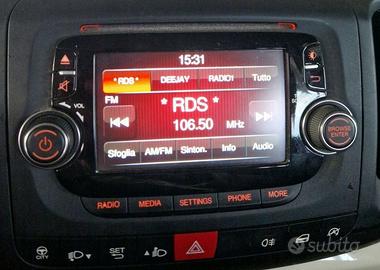 15:31
*RDS* DEEJAY RADIO1 Tutto
FM
* RDS *
106.50 MHz
Sfoglia AM/FM Sinton. Info Audio
VOL
BROWSE
ENTER
RADIO MEDIA SETTINGS PHONE MORE
CITY
SET
subito